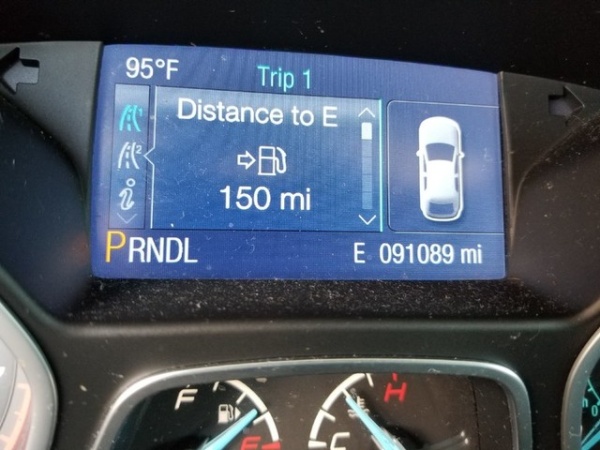 95°F
Trip 1
Distance to E
150 mi
PRNDL
E 091089 mi
F
H
E
C